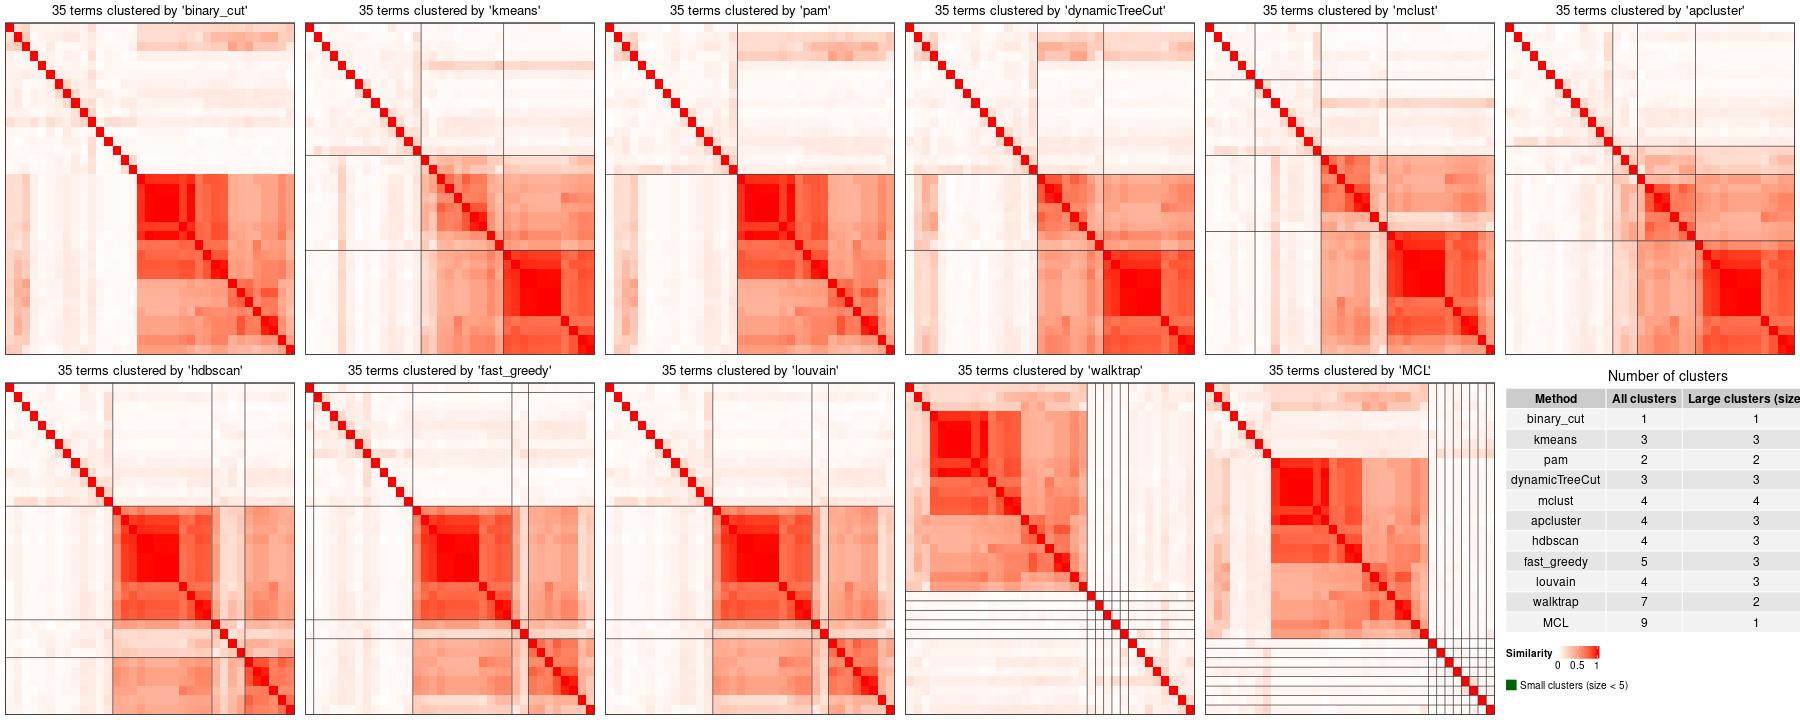 35 terms clustered by 'binary_cut'
35 terms clustered by 'kmeans'
35 terms clustered by 'pam'
35 terms clustered by 'dynamicTreeCut'
35 terms clustered by 'mclust'
35 terms clustered by 'apcluster'
35 terms clustered by 'hdbscan'
35 terms clustered by 'fast_greedy'
35 terms clustered by 'louvain'
35 terms clustered by 'walktrap'
35 terms clustered by 'MCL'
Number of clusters
Method All clusters Large clusters (size
binary_cut 1 1
kmeans 3 3
pam 2 2
dynamicTreeCut 3 3
mclust 4 4
apcluster 4 3
hdbscan 4 3
fast_greedy 5 3
louvain 4 3
walktrap 7 2
MCL 9 1
Similarity
0 0.5 1
Small clusters (size < 5)